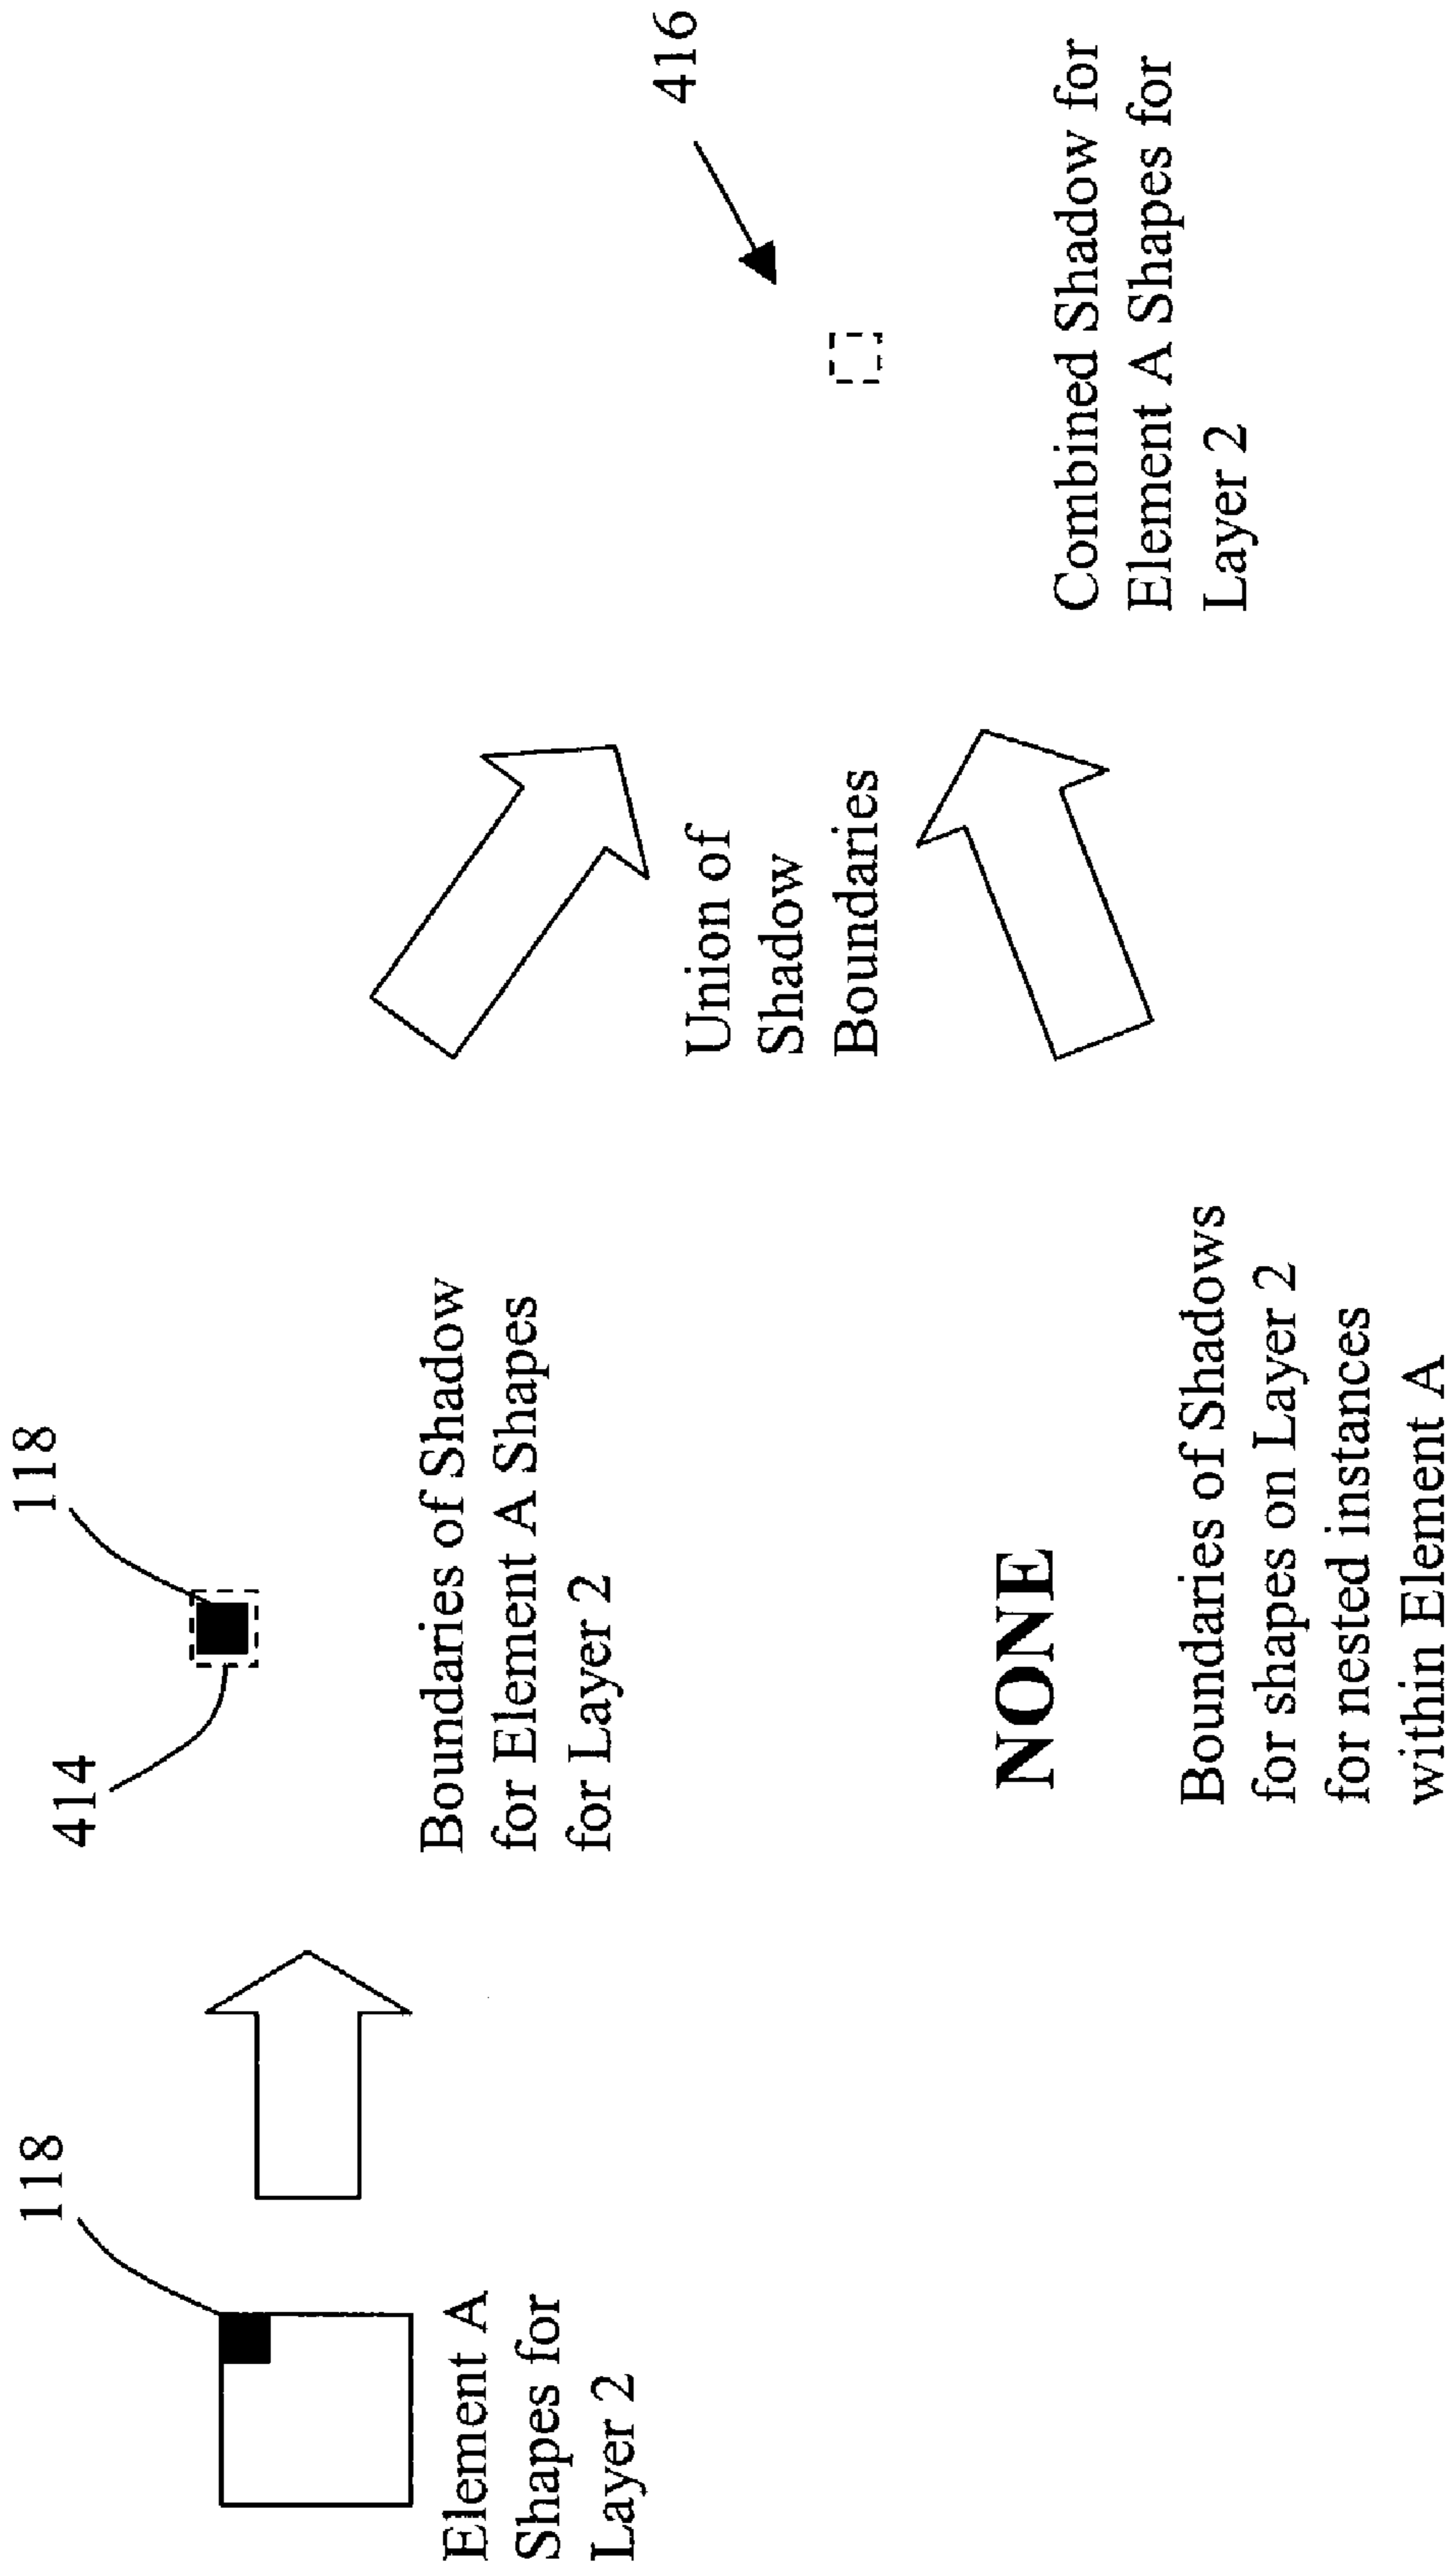 118
Element A
Shapes for
Layer 2
414
118
Boundaries of Shadow
for Element A Shapes
for Layer 2
NONE
Boundaries of Shadows
for shapes on Layer 2
for nested instances
within Element A
Union of
Shadow
Boundaries
416
Combined Shadow for
Element A Shapes for
Layer 2